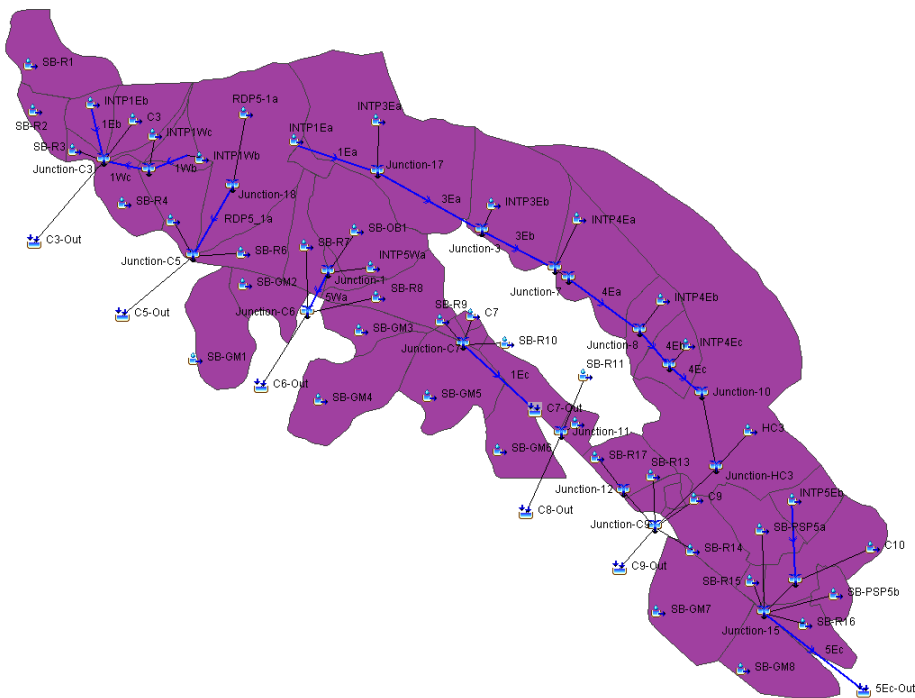 SB-R1
INTP1Eb
SB-R2
C3
RDP5-1a
INTP3Ea
1Eb
INTP1Wc
INTP1Ea
SB-R3
INTP1Wb
1Ea
Junction-C3
1Wc
1Wb
Junction-17
Junction-18
3Ea
INTP3Eb
SB-R4
INTP4Ea
RDP5_1a
SB-OB1
3Eb
C3-Out
SB-R6
SB-R7
Junction-3
Junction-C5
INTP5Wa
Junction-1
SB-GM2
Junction-7
4Ea
5Wa
SB-R8
INTP4Eb
C5-Out
Junction-C6
SB-R9
C7
SB-GM3
Junction-8
SB-R10
INTP4Ec
Junction-C7
4Eb
SB-GM1
SB-R11
4Ec
1Ec
C6-Out
Junction-10
SB-GM4
SB-GM5
C7-Out
HC3
Junction-11
SB-GM6
SB-R17
SB-R13
Junction-HC3
Junction-12
C9
INTP5Eb
C8-Out
Junction-C9
SB-PSP5a
C10
SB-R14
C9-Out
SB-R15
SB-PSP5b
SB-GM7
SB-R16
Junction-15
5Ec
SB-GM8
5Ec-Out